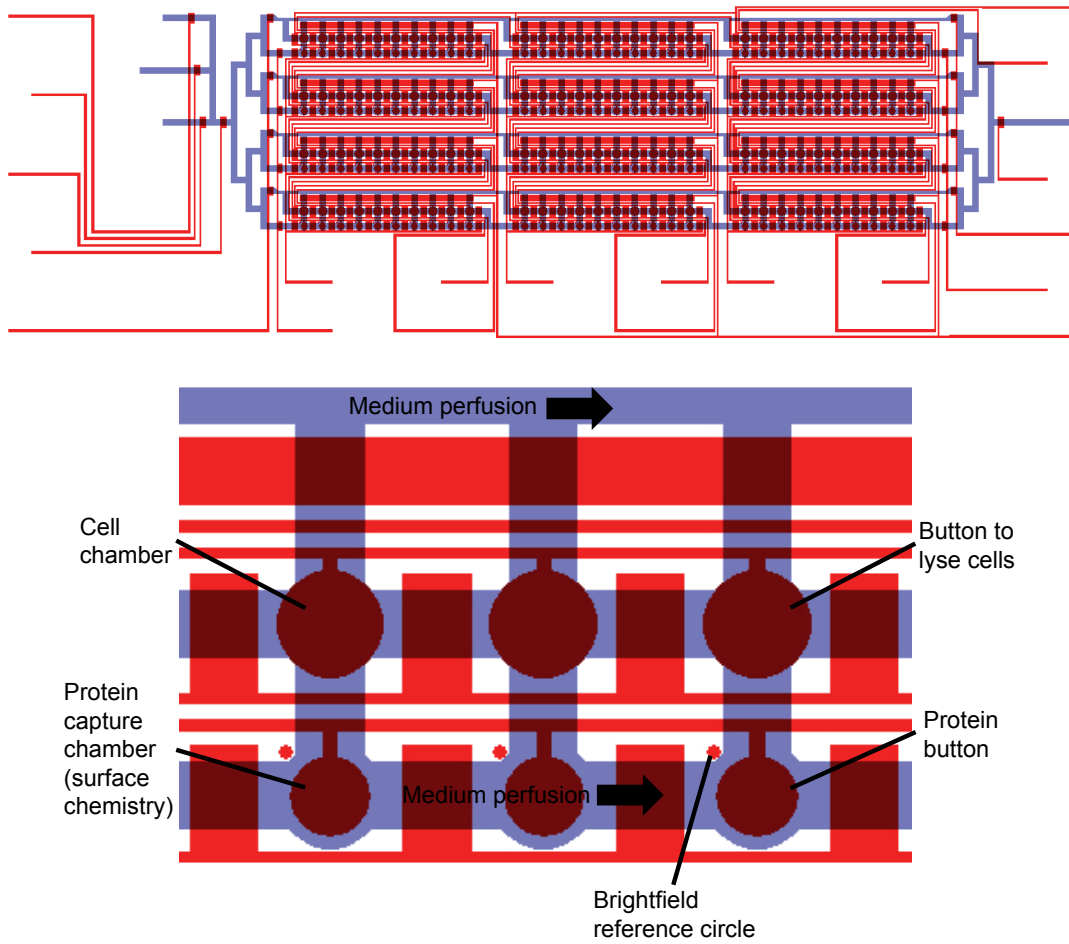 Medium perfusion
Cell
chamber
Button to
lyse cells
Protein
capture
chamber
(surface
chemistry)
Medium perfusion
Protein
button
Brightfield
reference circle